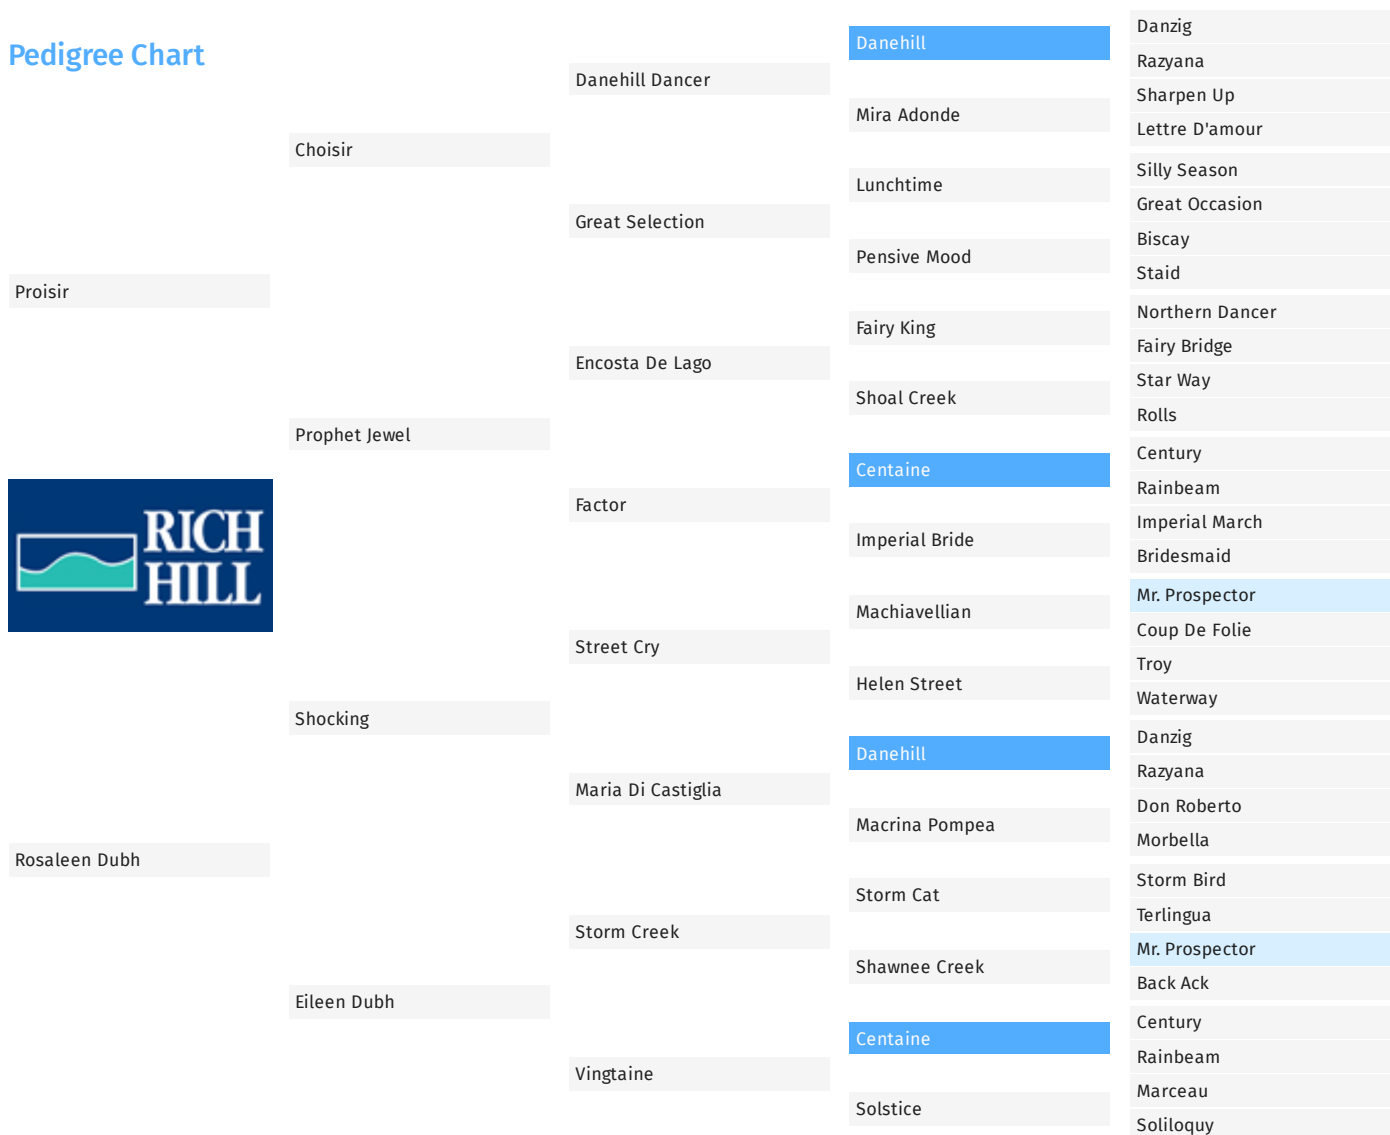 Pedigree Chart
Proisir
RICH
HILL
Rosaleen Dubh
Choisir
Prophet Jewel
Shocking
Eileen Dubh
Danehill Dancer
Great Selection
Encosta De Lago
Factor
Street Cry
Maria Di Castiglia
Storm Creek
Vingtaine
Danehill
Mira Adonde
Lunchtime
Pensive Mood
Fairy King
Shoal Creek
Centaine
Imperial Bride
Machiavellian
Helen Street
Danehill
Macrina Pompea
Storm Cat
Shawnee Creek
Centaine
Solstice
Danzig
Razyana
Sharpen Up
Lettre D'amour
Silly Season
Great Occasion
Biscay
Staid
Northern Dancer
Fairy Bridge
Star Way
Rolls
Century
Rainbeam
Imperial March
Bridesmaid
Mr. Prospector
Coup De Folie
Troy
Waterway
Danzig
Razyana
Don Roberto
Morbella
Storm Bird
Terlingua
Mr. Prospector
Back Ack
Century
Rainbeam
Marceau
Soliloquy